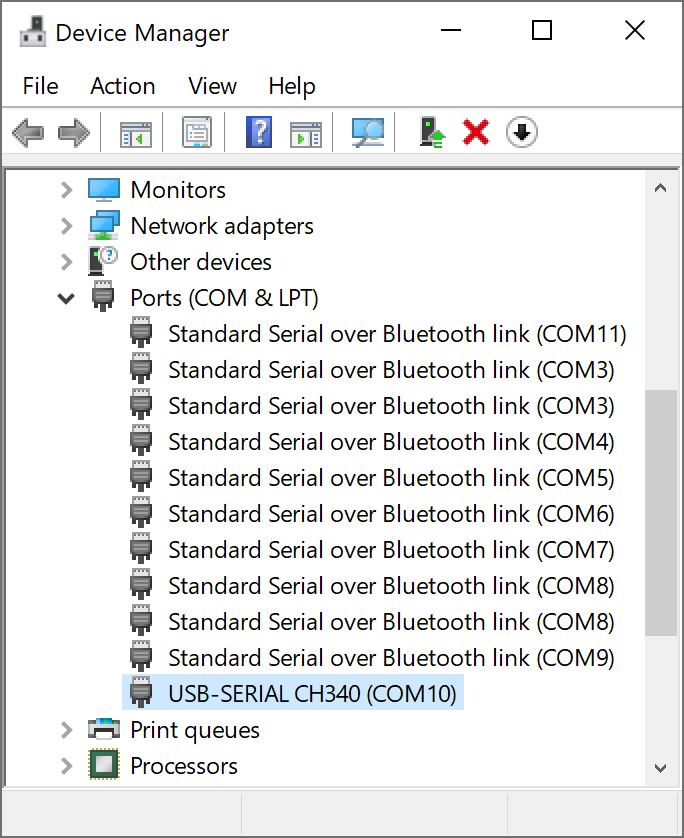 Device Manager
File Action View Help
Monitors
Network adapters
Other devices
Ports (COM & LPT)
Standard Serial over Bluetooth link (COM11)
Standard Serial over Bluetooth link (COM3)
Standard Serial over Bluetooth link (COM3)
Standard Serial over Bluetooth link (COM4)
Standard Serial over Bluetooth link (COM5)
Standard Serial over Bluetooth link (COM6)
Standard Serial over Bluetooth link (COM7)
Standard Serial over Bluetooth link (COM8)
Standard Serial over Bluetooth link (COM8)
Standard Serial over Bluetooth link (COM9)
USB-SERIAL CH340 (COM10)
Print queues
Processors